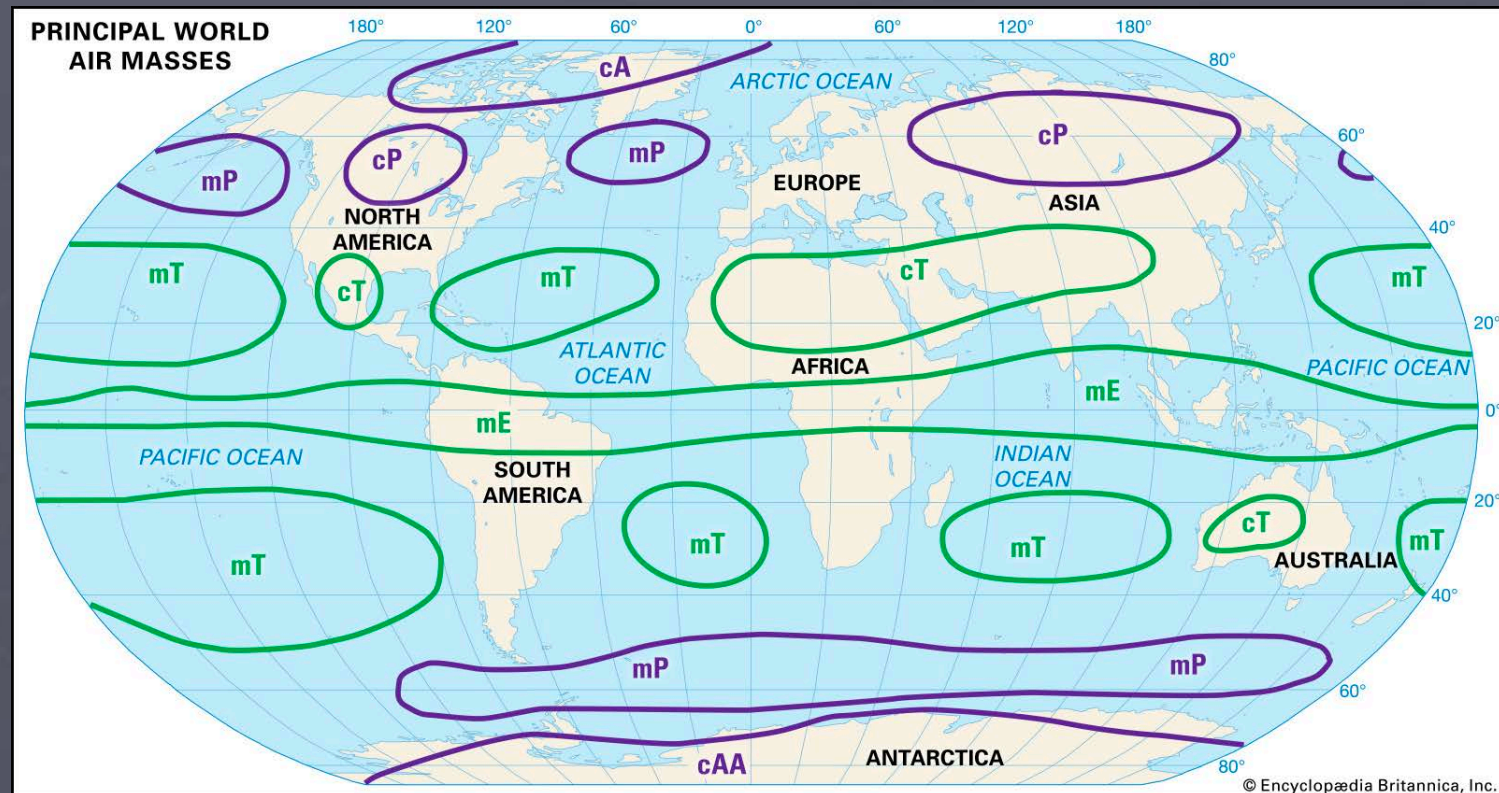 PRINCIPAL WORLD
AIR MASSES
180° 120° 60° 0° 60° 120° 180°
80°
cA
ARCTIC OCEAN
60°
mP
cP
mP
cP
EUROPE
ASIA
NORTH
AMERICA
40°
mT
cT
mT
cT
mT
20°
ATLANTIC
OCEAN
AFRICA
PACIFIC OCEAN
mE
mE
0°
PACIFIC OCEAN
SOUTH
AMERICA
INDIAN
OCEAN
20°
mT
mT
mT
cT
mT
AUSTRALIA
40°
mP
mP
60°
cAA
ANTARCTICA
80°
© Encyclopædia Britannica, Inc.